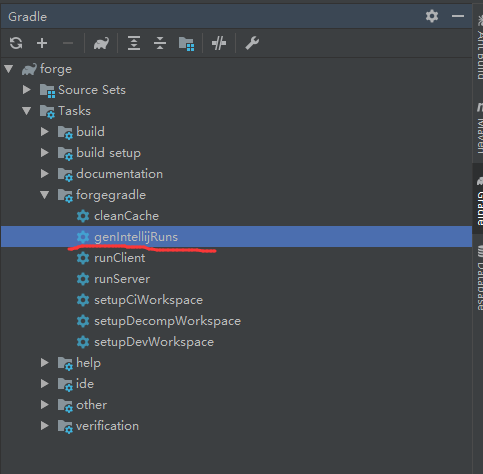 Gradle
forge
Source Sets
Tasks
build
build setup
documentation
forgegradle
cleanCache
genIntellijRuns
runClient
runServer
setupCiWorkspace
setupDecompWorkspace
setupDevWorkspace
help
ide
other
verification
Ant Build
Maven
Gradle
Database